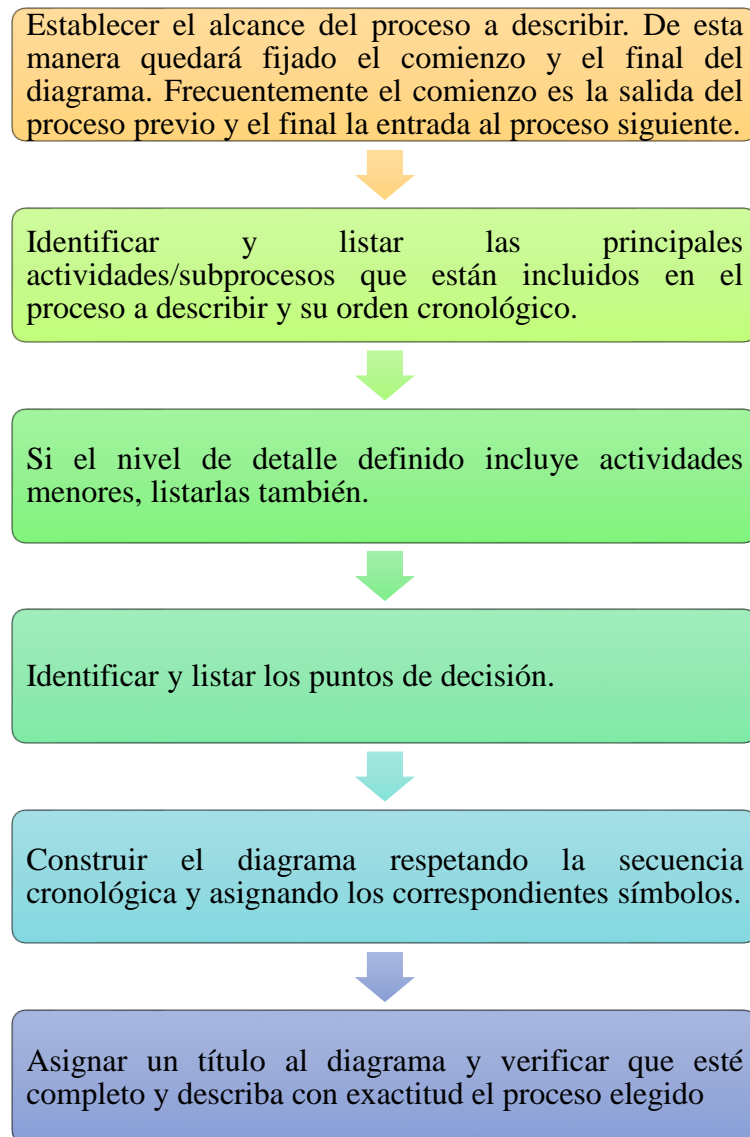 Establecer el alcance del proceso a describir. De esta
manera quedará fijado el comienzo y el final del
diagrama. Frecuentemente el comienzo es la salida del
proceso previo y el final la entrada al proceso siguiente.
Identificar y listar las principales
actividades/subprocesos que están incluidos en el
proceso a describir y su orden cronológico.
Si el nivel de detalle definido incluye actividades
menores, listarlas también.
Identificar y listar los puntos de decisión.
Construir el diagrama respetando la secuencia
cronológica y asignando los correspondientes símbolos.
Asignar un título al diagrama y verificar que esté
completo y describa con exactitud el proceso elegido